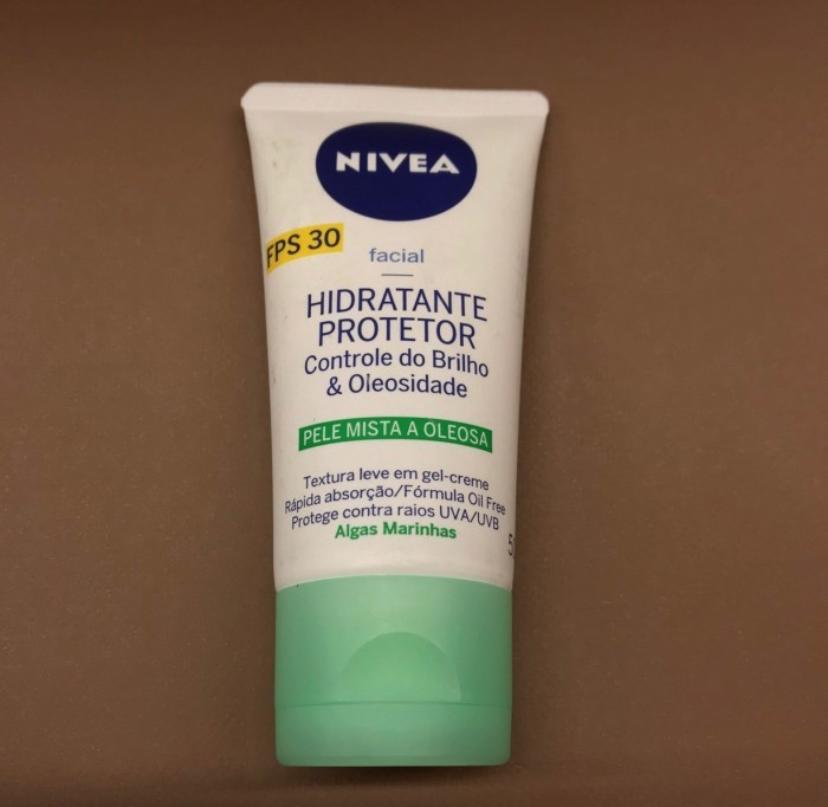 NIVEA
FPS 30
facial
HIDRATANTE
PROTETOR
Controle do Brilho
& Oleosidade
PELE MISTA A OLEOSA
Textura leve em gel-creme
Rápida absorção/Fórmula Oil Free
Protege contra raios UVA/UVB
Algas Marinhas